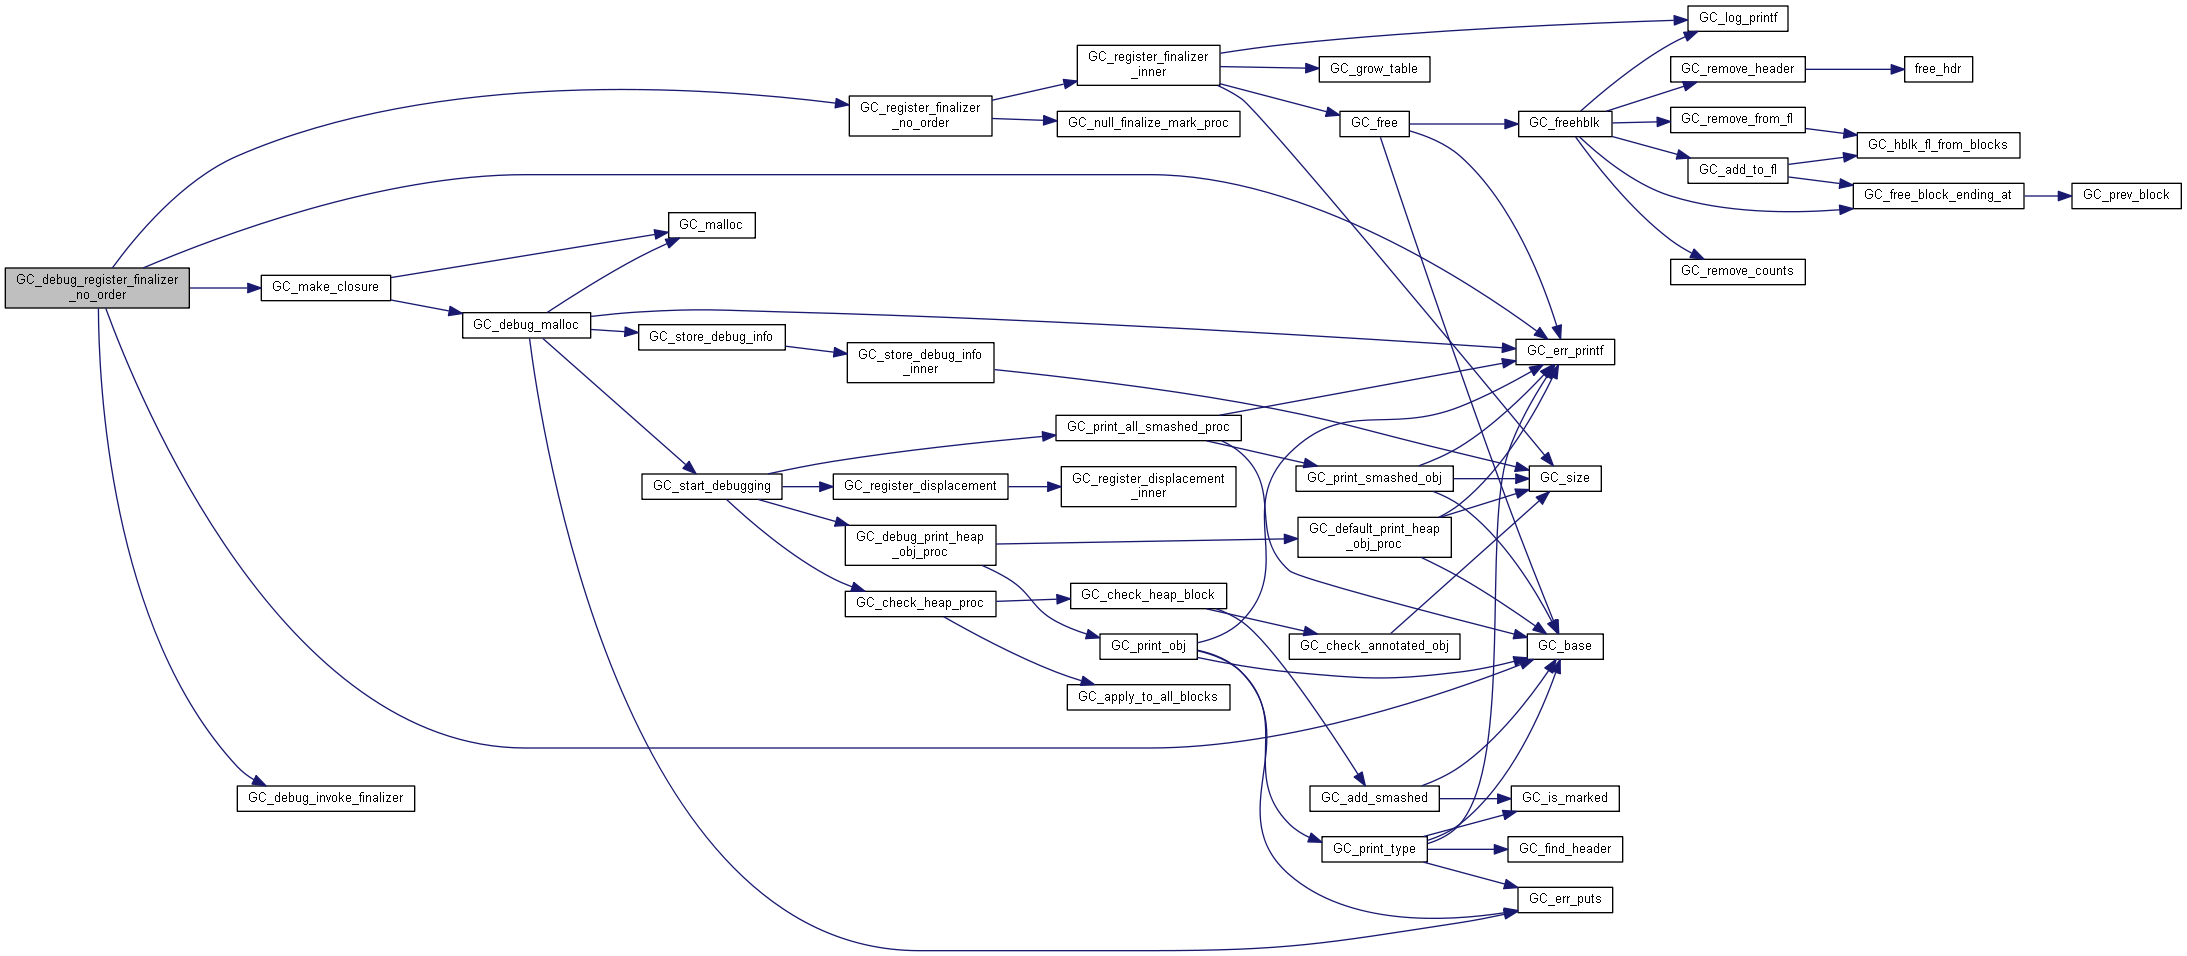 GC_debug_register_finalizer
_no_order
GC_make_closure
GC_debug_invoke_finalizer
GC_debug_malloc
GC_malloc
GC_store_debug_info
GC_start_debugging
GC_register_finalizer
_no_order
GC_store_debug_info
_inner
GC_register_displacement
GC_debug_print_heap
_obj_proc
GC_check_heap_proc
GC_register_finalizer
_inner
GC_null_finalize_mark_proc
GC_print_all_smashed_proc
GC_register_displacement
_inner
GC_check_heap_block
GC_print_obj
GC_apply_to_all_blocks
GC_grow_table
GC_free
GC_print_smashed_obj
GC_default_print_heap
_obj_proc
GC_check_annotated_obj
GC_add_smashed
GC_print_type
GC_freehblk
GC_err_printf
GC_size
GC_base
GC_is_marked
GC_find_header
GC_err_puts
GC_log_printf
GC_remove_header
GC_remove_from_fl
GC_add_to_fl
GC_remove_counts
free_hdr
GC_hblk_fl_from_blocks
GC_free_block_ending_at
GC_prev_block